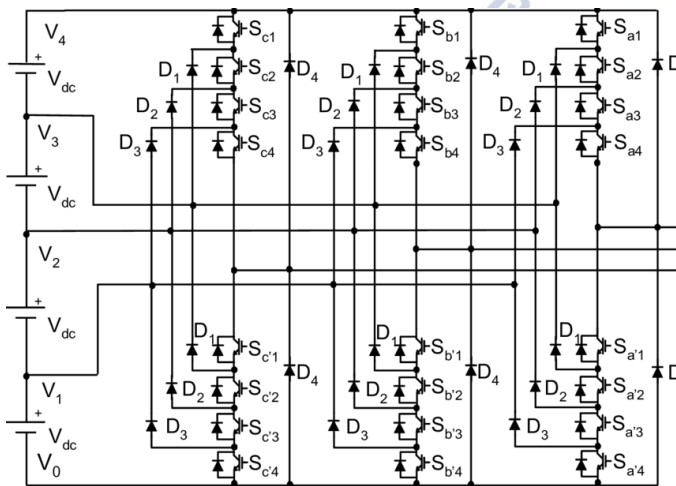 V4 Sc1 Sb1 Sa1
+ D1 Sc2 D4 D1 Sb2 D4 D1 Sa2 D
Vdc D2 Sc3 D2 Sb3 D2 Sa3
V3 D3 Sc4 D3 Sb4 D3 Sa4
+
Vdc
V2
+
Vdc D1 Sc'1 D1 Sb'1 D1 Sa'1
V1 D2 Sc'2 D4 D2 Sb'2 D4 D2 Sa'2 D
+
Vdc D3 Sc'3 D3 Sb'3 D3 Sa'3
V0 Sc'4 Sb'4 Sa'4